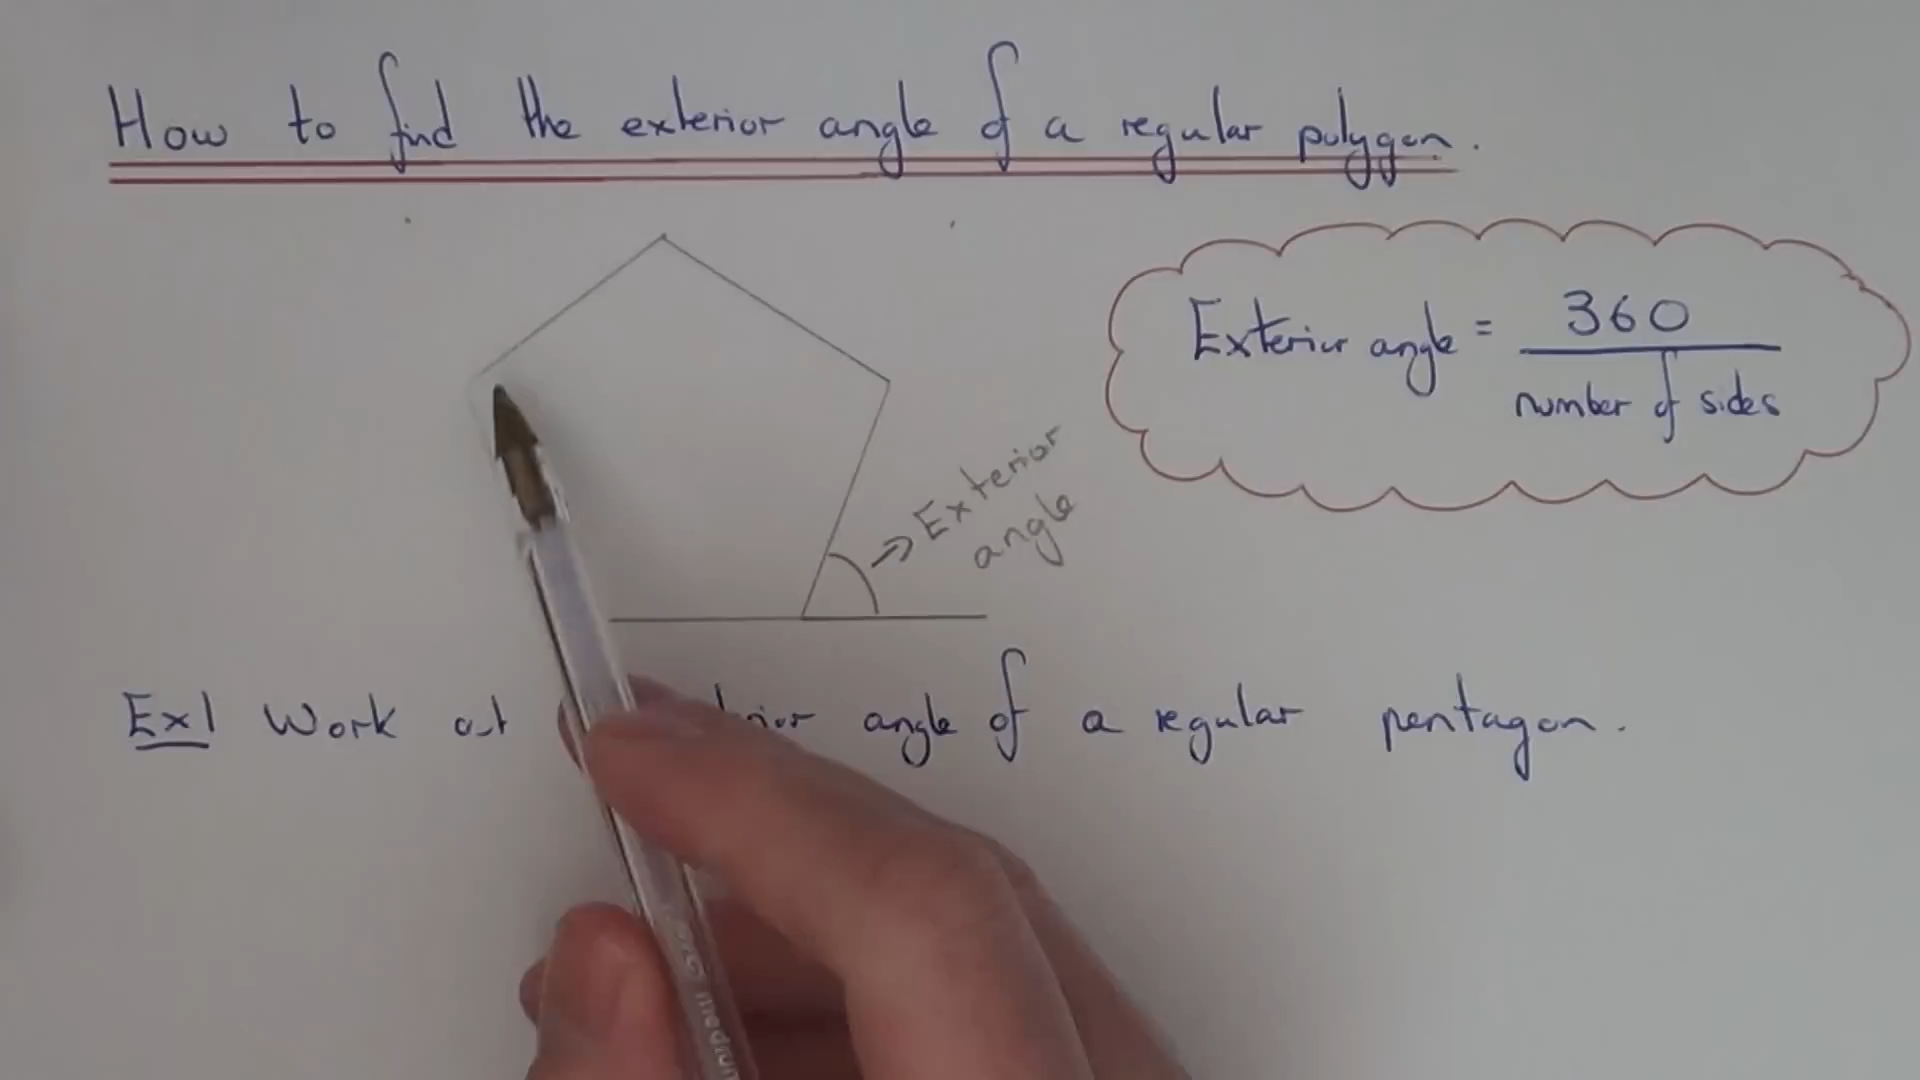 How to find the exterior angle of a regular polygon.
Exterior angle = 360
number of sides
Exterior
angle
Ex1 Work out angle of a regular pentagon.
medium